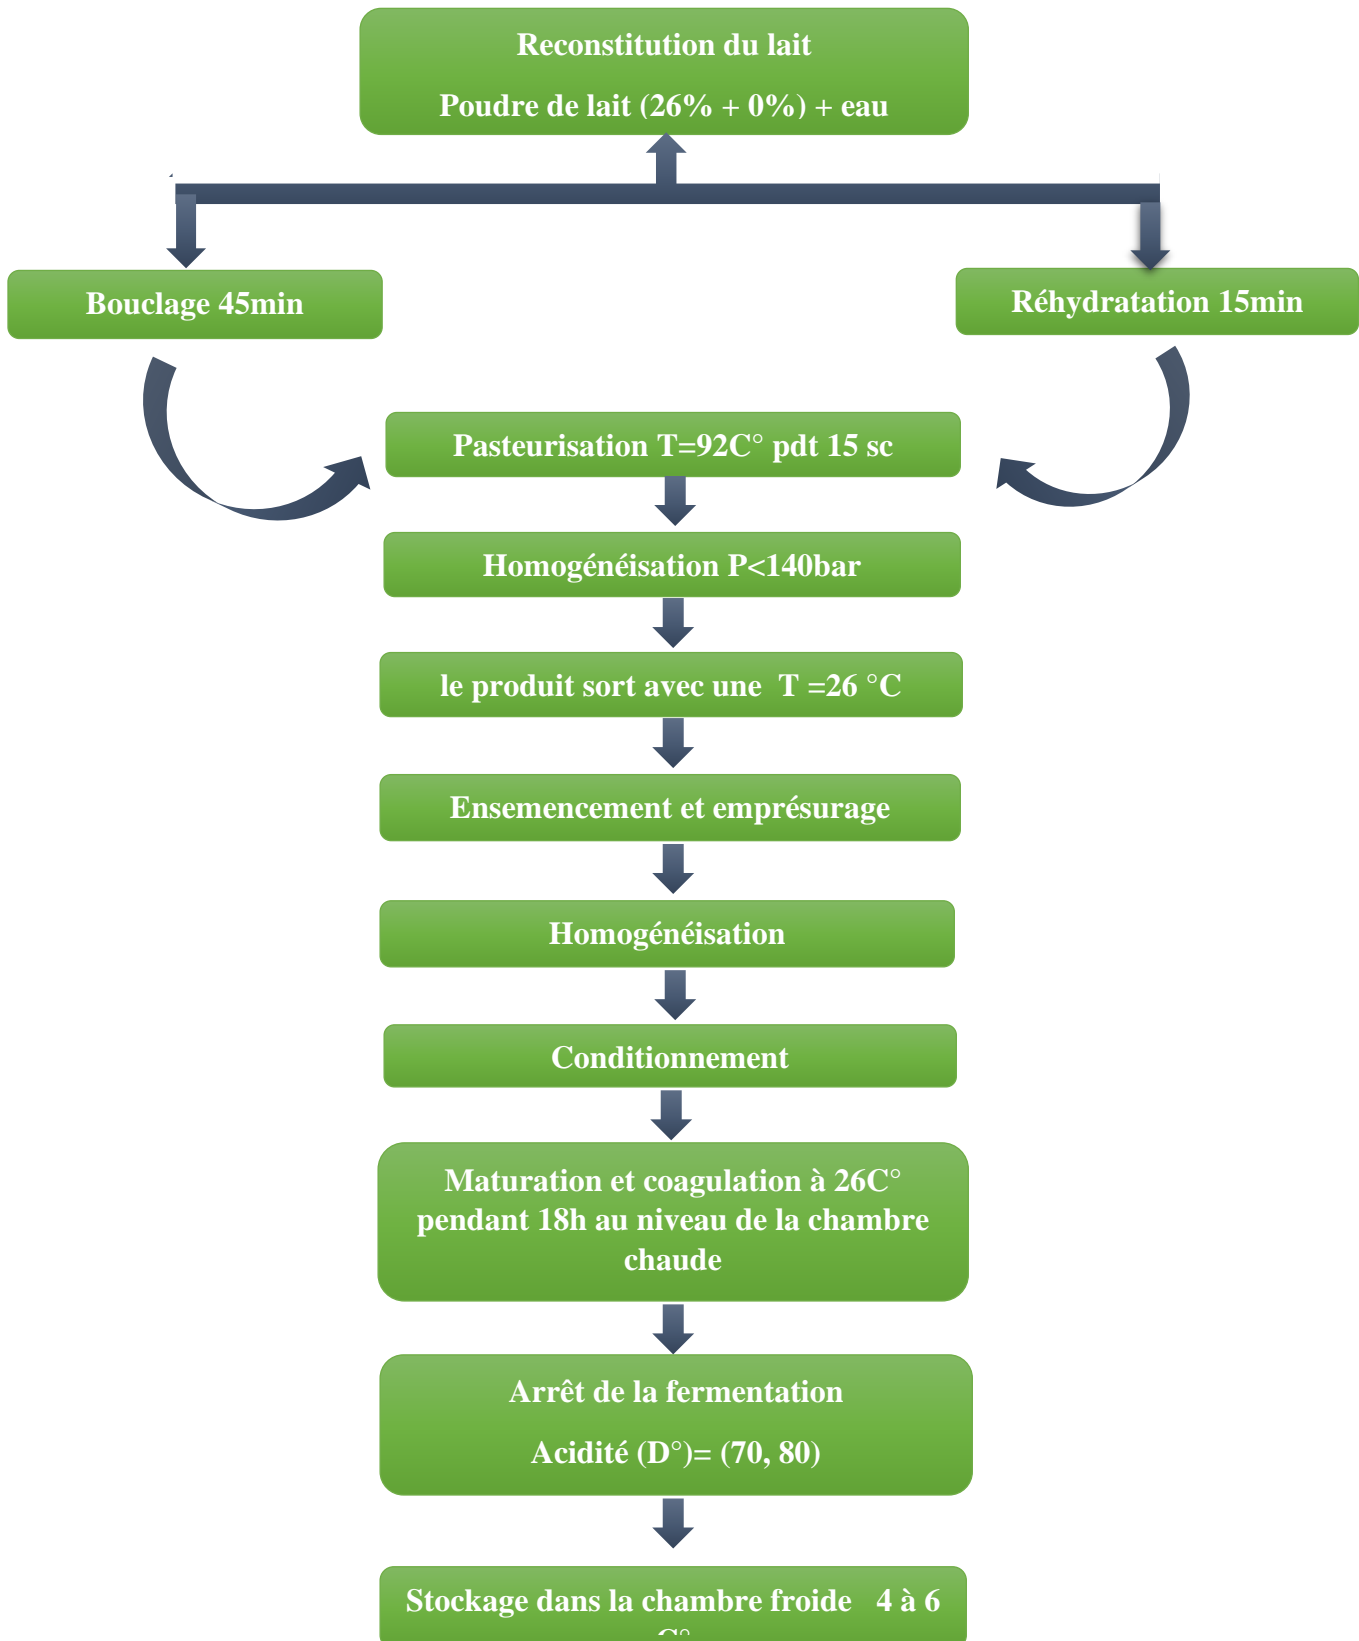 Reconstitution du lait
Poudre de lait (26% + 0%) + eau
Bouclage 45min
Réhydratation 15min
Pasteurisation T=92C° pdt 15 sc
Homogénéisation P<140bar
le produit sort avec une T =26 °C
Ensemencement et emprésurage
Homogénéisation
Conditionnement
Maturation et coagulation à 26C°
pendant 18h au niveau de la chambre
chaude
Arrêt de la fermentation
Acidité (D°)= (70, 80)
Stockage dans la chambre froide 4 à 6
C°